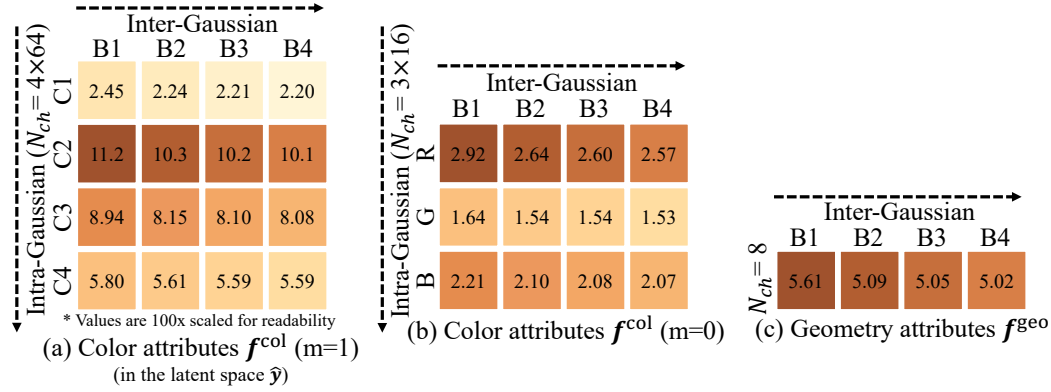 Inter-Gaussian
Intra-Gaussian (N_ch = 4×64)
B1 B2 B3 B4
C1 2.45 2.24 2.21 2.20
C2 11.2 10.3 10.2 10.1
C3 8.94 8.15 8.10 8.08
C4 5.80 5.61 5.59 5.59
* Values are 100x scaled for readability
(a) Color attributes f^col (m=1)
(in the latent space ŷ)
Inter-Gaussian
Intra-Gaussian (N_ch = 3×16)
B1 B2 B3 B4
R 2.92 2.64 2.60 2.57
G 1.64 1.54 1.54 1.53
B 2.21 2.10 2.08 2.07
(b) Color attributes f^col (m=0)
Inter-Gaussian
B1 B2 B3 B4
N_ch = 8 5.61 5.09 5.05 5.02
(c) Geometry attributes f^geo